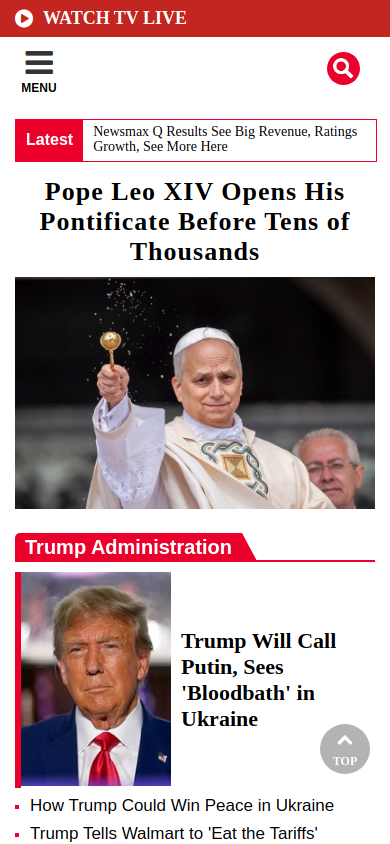 WATCH TV LIVE
MENU
Latest
Newsmax Q Results See Big Revenue, Ratings
Growth, See More Here
Pope Leo XIV Opens His
Pontificate Before Tens of
Thousands
Trump Administration
Trump Will Call
Putin, Sees
'Bloodbath' in
Ukraine
TOP
How Trump Could Win Peace in Ukraine
Trump Tells Walmart to 'Eat the Tariffs'